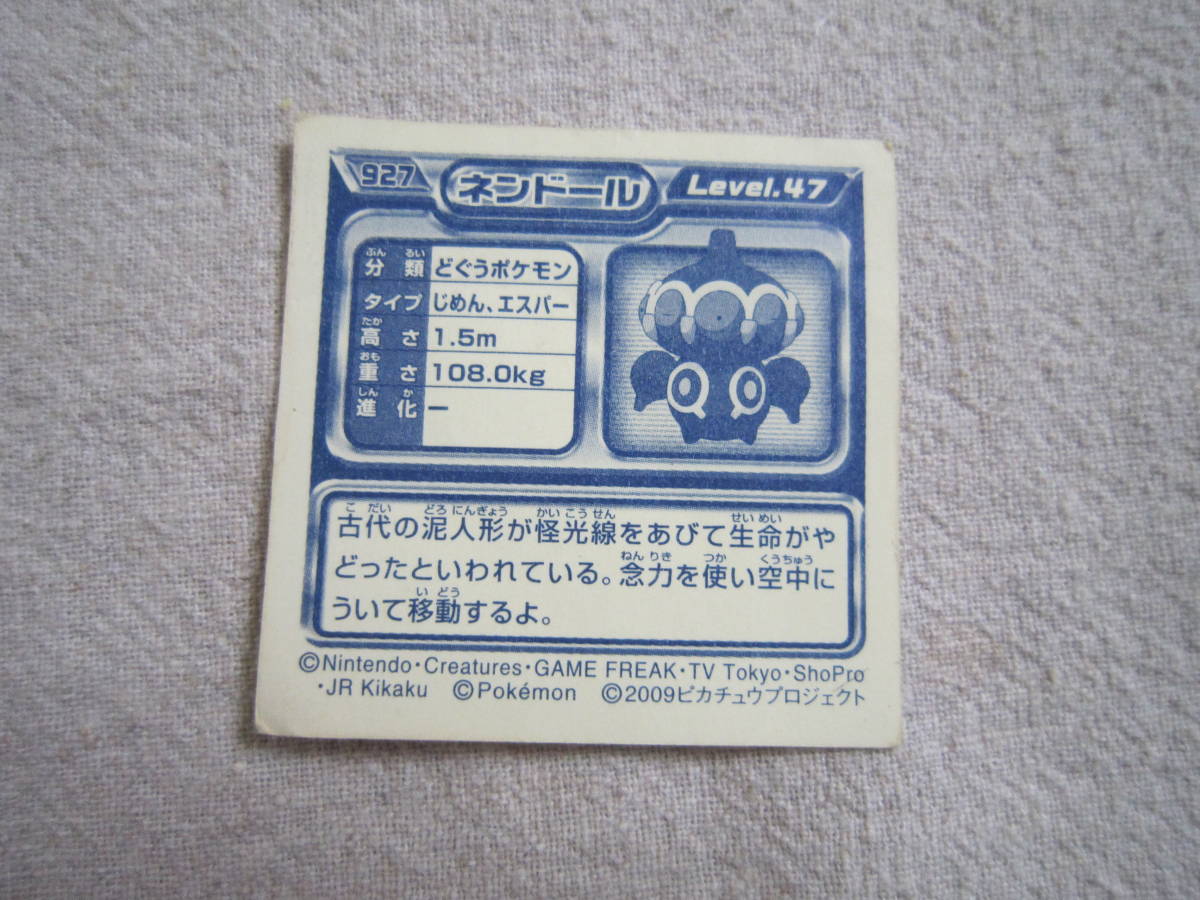 927 ネンドール Level.47
分類 どぐうポケモン
タイプ じめん、エスパー
高さ 1.5m
重さ 108.0kg
進化 ー
古代の泥人形が怪光線をあびて生命がや
どったといわれている。念力を使い空中に
ういて移動するよ。
©Nintendo・Creatures・GAME FREAK・TV Tokyo・ShoPro
・JR Kikaku ©Pokémon ©2009ピカチュウプロジェクト